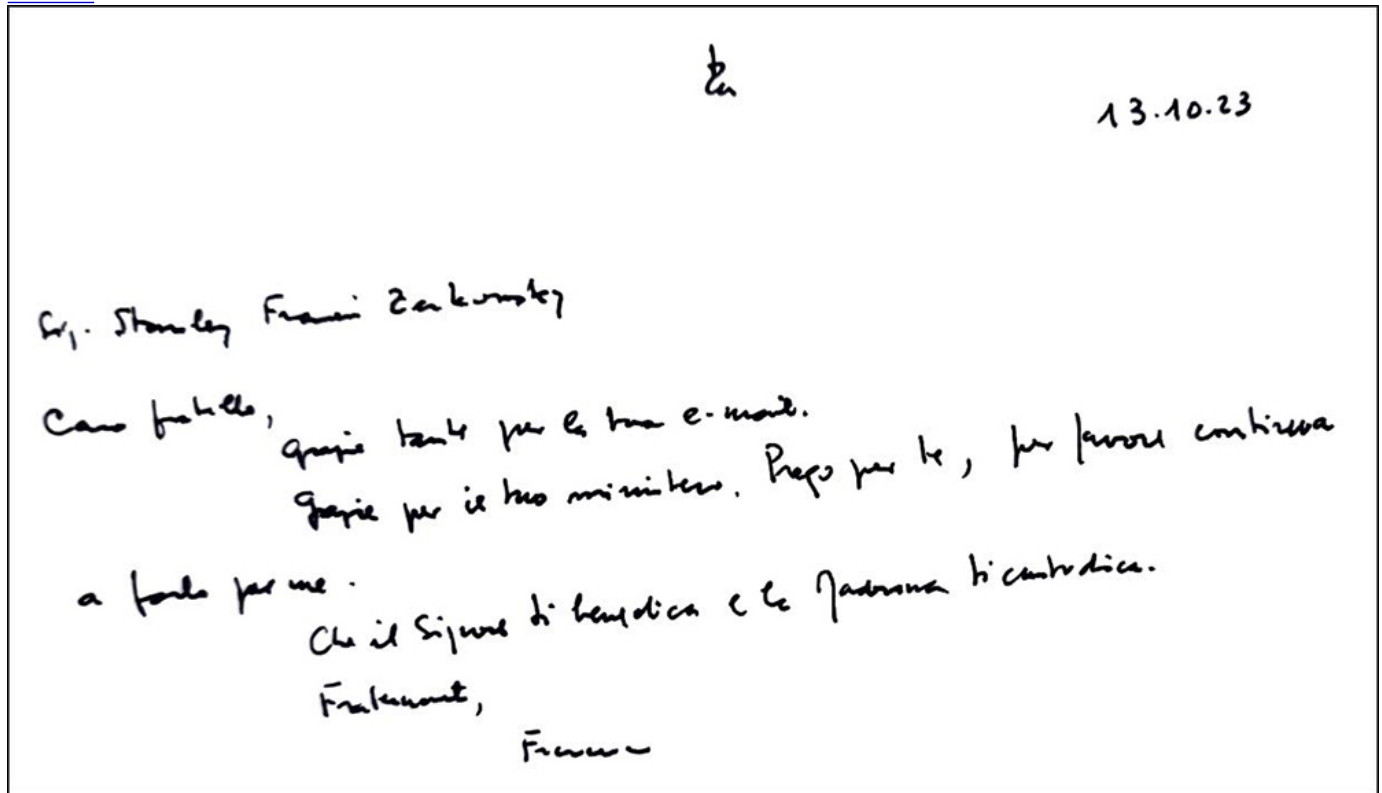 13.10.23
Sig. Stanley Francis
Caro fratello,
grazie tante per la tua e-mail.
Grazie per il tuo ministero. Prego per te, per favore continua
a farlo per me.
Che il Signore ti benedica e la Madonna ti custodisca.
Fraternamente,
Francesco